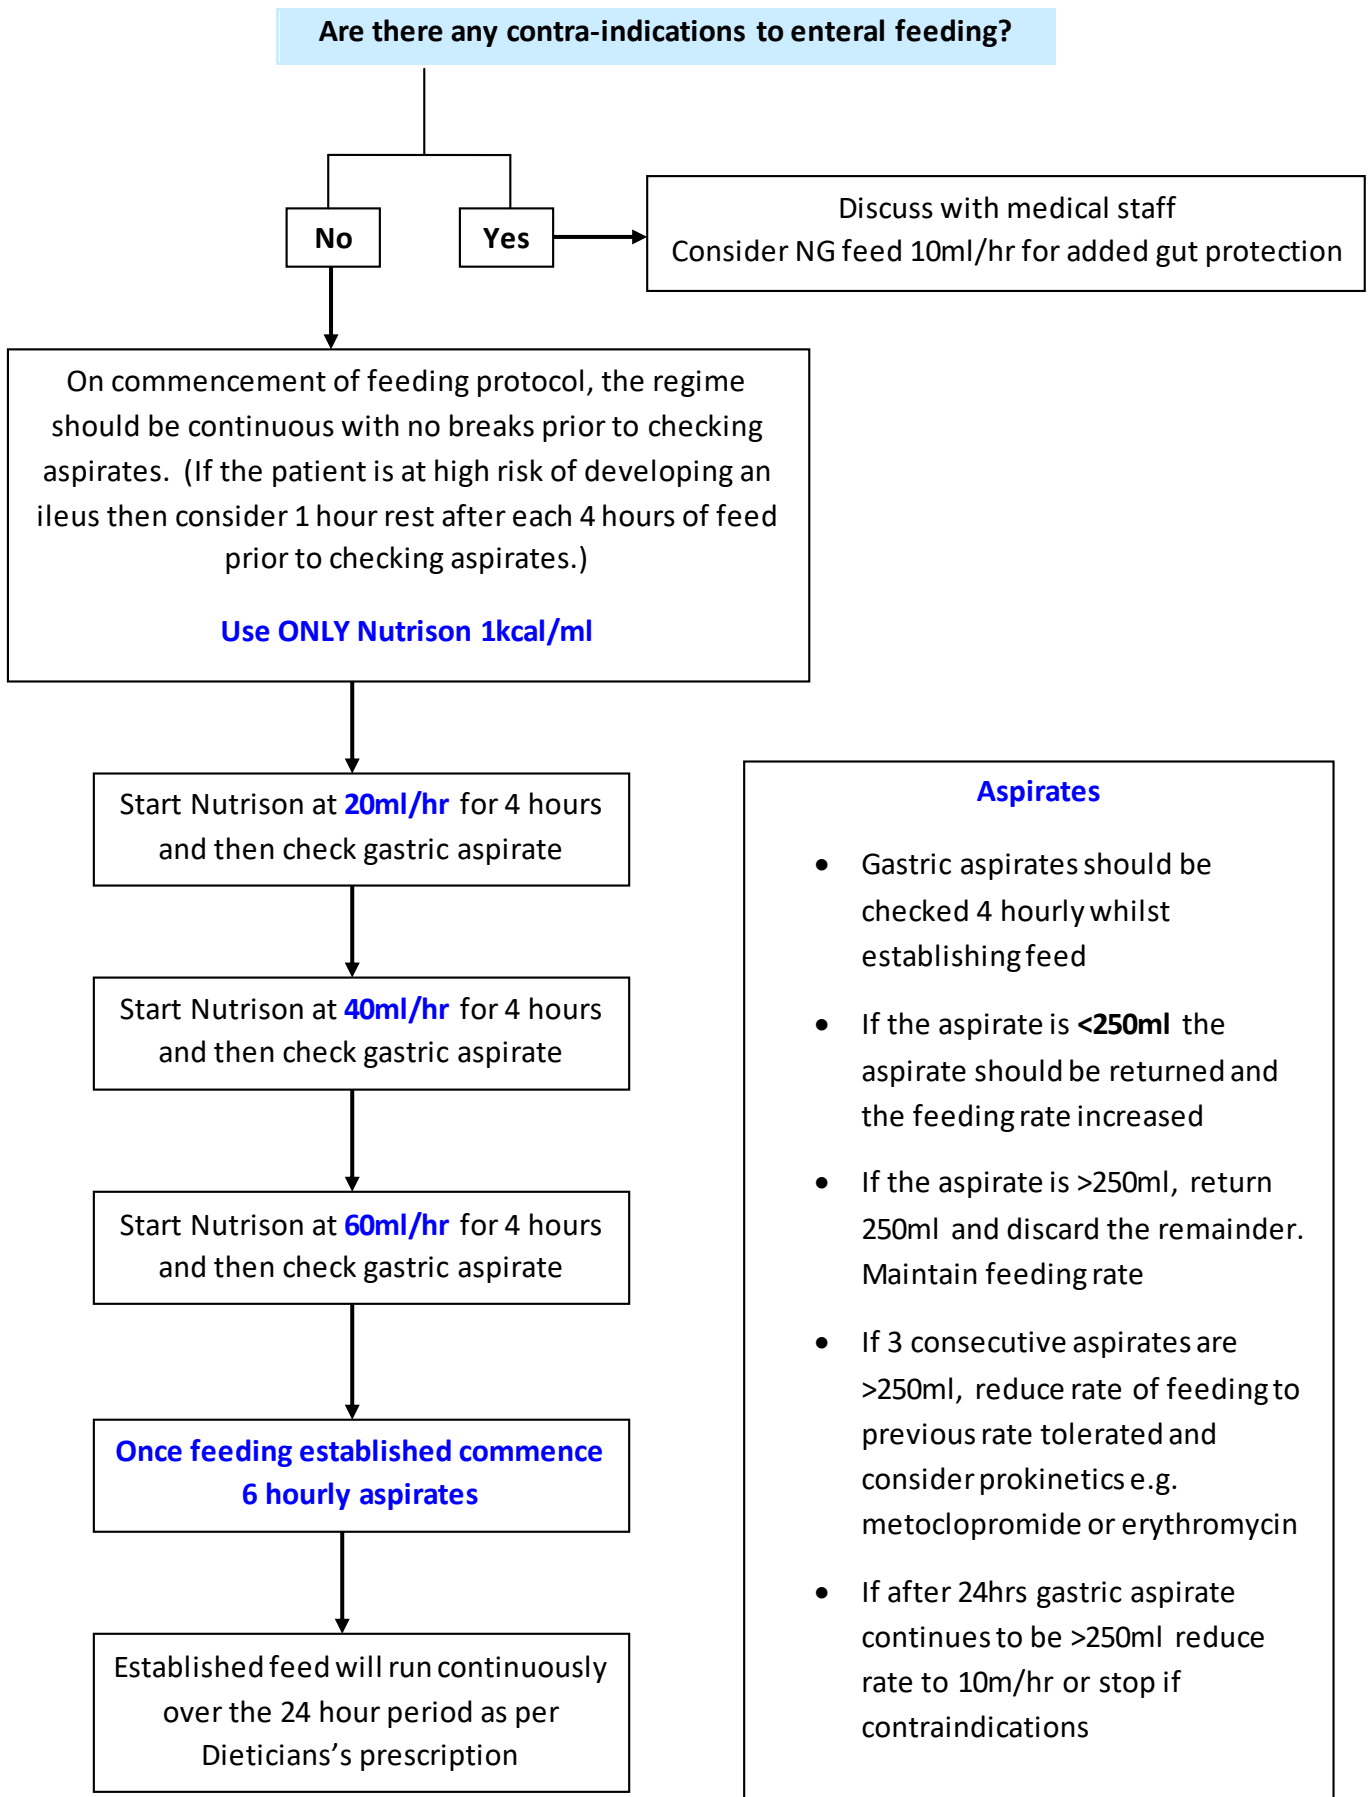 Are there any contra-indications to enteral feeding?
No
Yes
Discuss with medical staff
Consider NG feed 10ml/hr for added gut protection
On commencement of feeding protocol, the regime
should be continuous with no breaks prior to checking
aspirates. (If the patient is at high risk of developing an
ileus then consider 1 hour rest after each 4 hours of feed
prior to checking aspirates.)
Use ONLY Nutrison 1kcal/ml
Start Nutrison at 20ml/hr for 4 hours
and then check gastric aspirate
Start Nutrison at 40ml/hr for 4 hours
and then check gastric aspirate
Start Nutrison at 60ml/hr for 4 hours
and then check gastric aspirate
Once feeding established commence
6 hourly aspirates
Established feed will run continuously
over the 24 hour period as per
Dieticians's prescription
Aspirates
• Gastric aspirates should be
checked 4 hourly whilst
establishing feed
• If the aspirate is <250ml the
aspirate should be returned and
the feeding rate increased
• If the aspirate is >250ml, return
250ml and discard the remainder.
Maintain feeding rate
• If 3 consecutive aspirates are
>250ml, reduce rate of feeding to
previous rate tolerated and
consider prokinetics e.g.
metoclopromide or erythromycin
• If after 24hrs gastric aspirate
continues to be >250ml reduce
rate to 10m/hr or stop if
contraindications